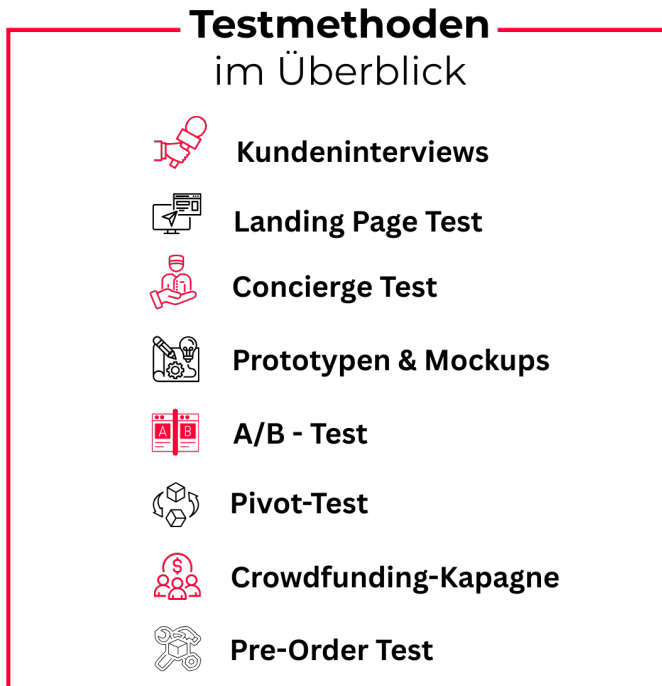 Testmethoden
im Überblick
Kundeninterviews
Landing Page Test
Concierge Test
Prototypen & Mockups
A B
A/B - Test
Pivot-Test
$
Crowdfunding-Kapagne
Pre-Order Test